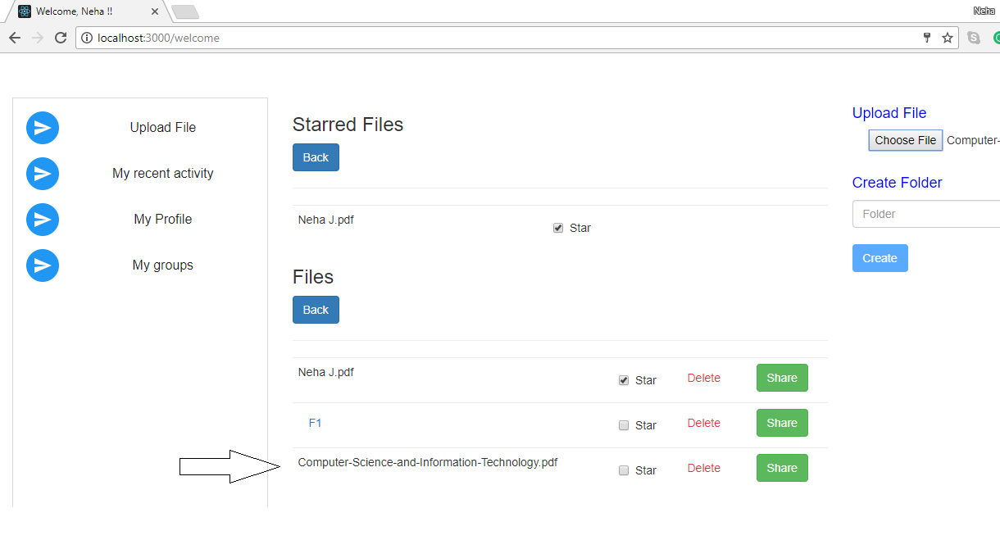 Welcome, Neha !!
Neha
localhost:3000/welcome
Upload File
My recent activity
My Profile
My groups
Starred Files
Back
Neha J.pdf Star
Files
Back
Neha J.pdf Star Delete Share
F1 Star Delete Share
Computer-Science-and-Information-Technology.pdf Star Delete Share
Upload File
Choose File Computer-
Create Folder
Folder
Create